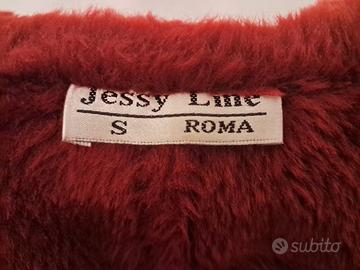 Jessy Line
S ROMA
subito